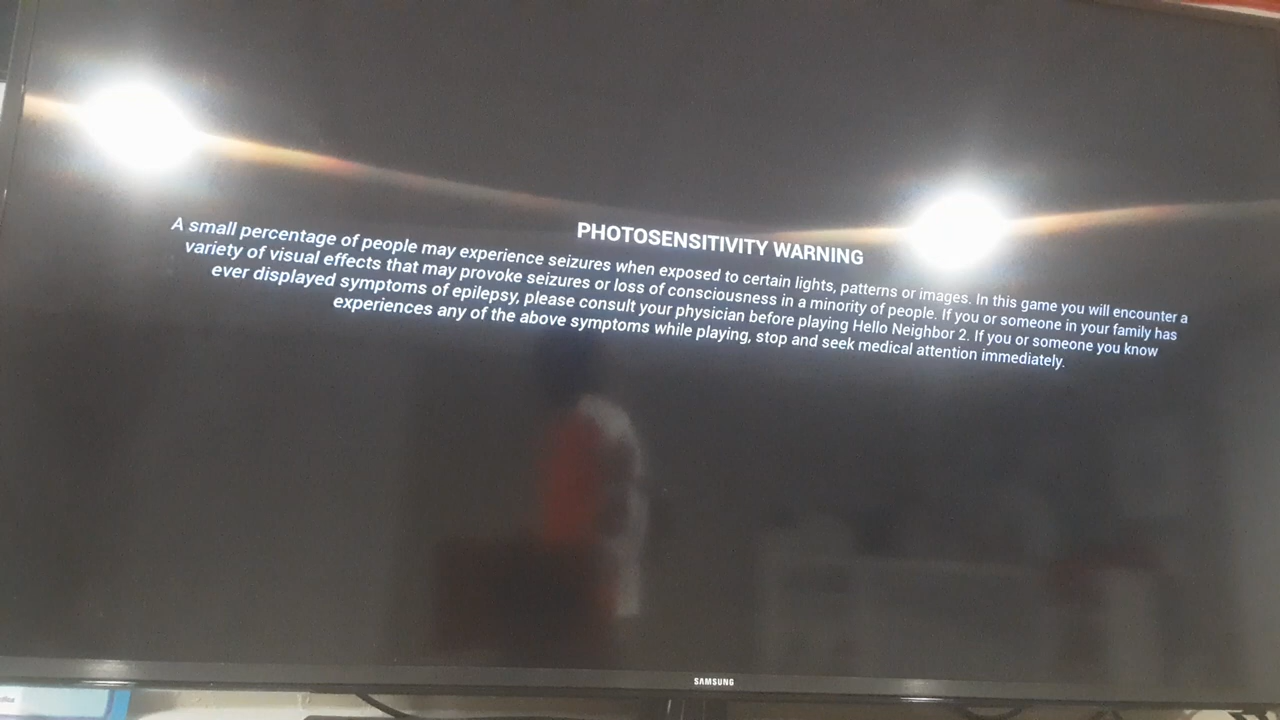 PHOTOSENSITIVITY WARNING
A small percentage of people may experience seizures when exposed to certain lights, patterns or images. In this game you will encounter a
variety of visual effects that may provoke seizures or loss of consciousness in a minority of people. If you or someone in your family has
ever displayed symptoms of epilepsy, please consult your physician before playing Hello Neighbor 2. If you or someone you know
experiences any of the above symptoms while playing, stop and seek medical attention immediately.
SAMSUNG